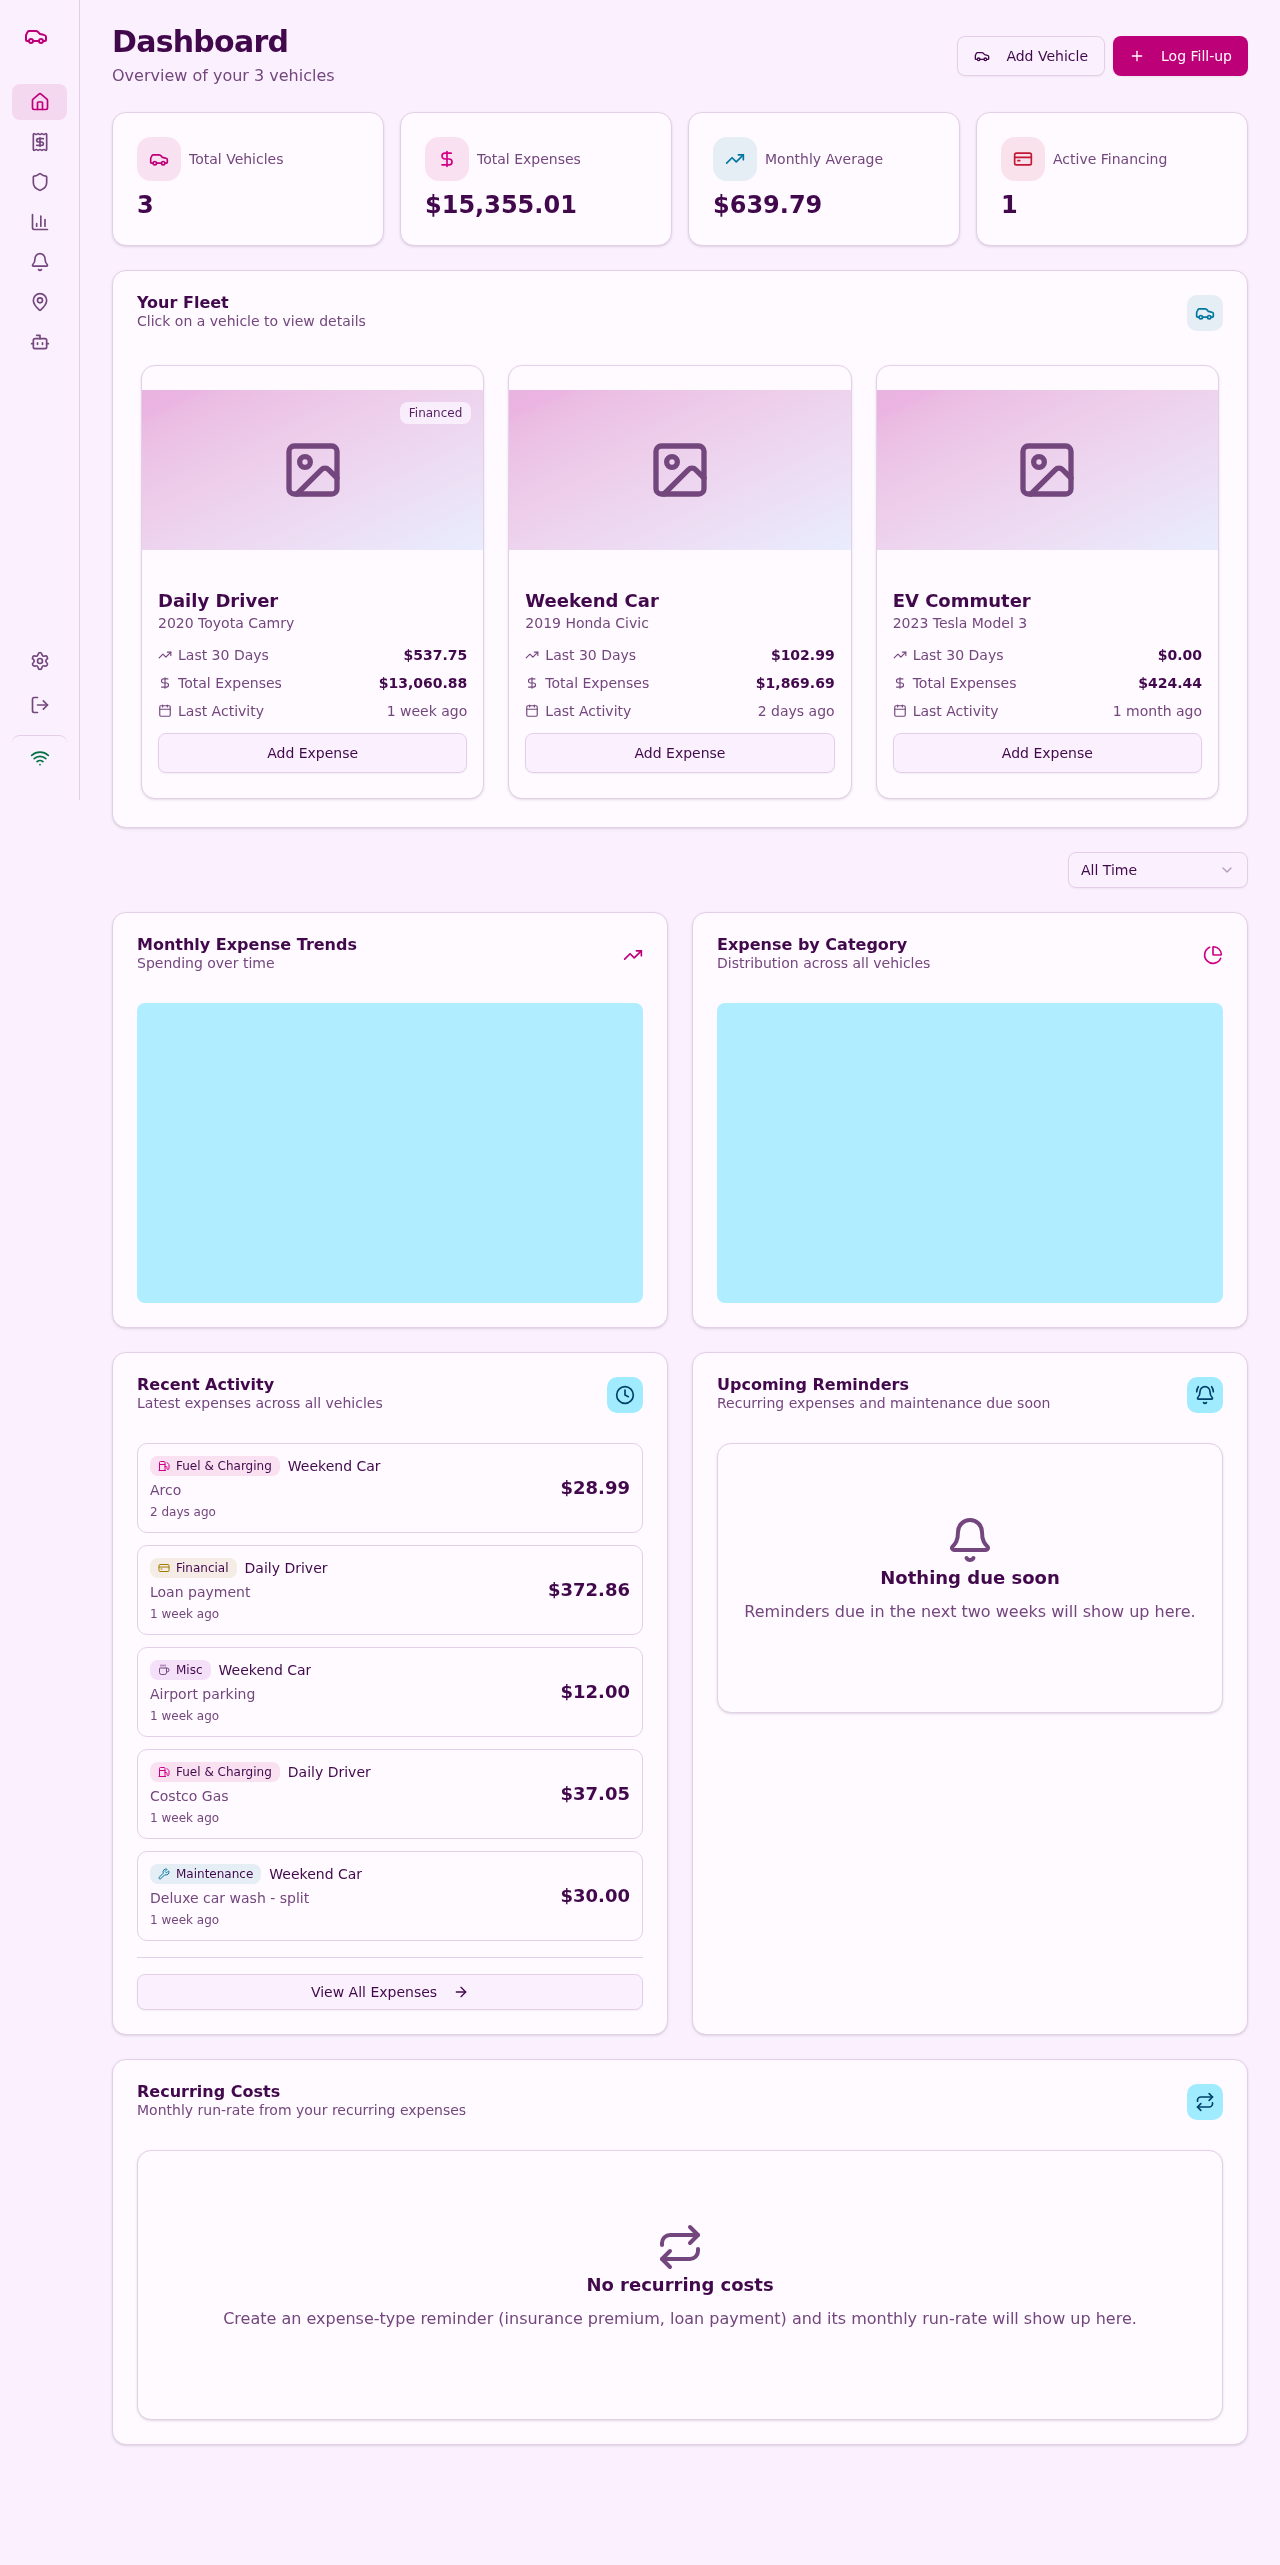 Dashboard
Overview of your 3 vehicles
Add Vehicle
Log Fill-up
Total Vehicles
3
Total Expenses
$15,355.01
Monthly Average
$639.79
Active Financing
1
Your Fleet
Click on a vehicle to view details
Financed
Daily Driver
2020 Toyota Camry
Last 30 Days $537.75
Total Expenses $13,060.88
Last Activity 1 week ago
Add Expense
Weekend Car
2019 Honda Civic
Last 30 Days $102.99
Total Expenses $1,869.69
Last Activity 2 days ago
Add Expense
EV Commuter
2023 Tesla Model 3
Last 30 Days $0.00
Total Expenses $424.44
Last Activity 1 month ago
Add Expense
All Time
Monthly Expense Trends
Spending over time
Expense by Category
Distribution across all vehicles
Recent Activity
Latest expenses across all vehicles
Fuel & Charging Weekend Car
Arco
2 days ago
$28.99
Financial Daily Driver
Loan payment
1 week ago
$372.86
Misc Weekend Car
Airport parking
1 week ago
$12.00
Fuel & Charging Daily Driver
Costco Gas
1 week ago
$37.05
Maintenance Weekend Car
Deluxe car wash - split
1 week ago
$30.00
View All Expenses
Upcoming Reminders
Recurring expenses and maintenance due soon
Nothing due soon
Reminders due in the next two weeks will show up here.
Recurring Costs
Monthly run-rate from your recurring expenses
No recurring costs
Create an expense-type reminder (insurance premium, loan payment) and its monthly run-rate will show up here.